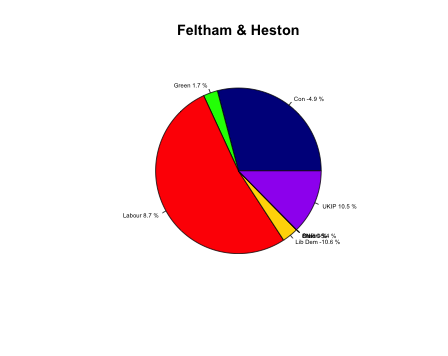 Feltham & Heston
Green 1.7 %
Con -4.9 %
Labour 8.7 %
UKIP 10.5 %
Lib Dem -10.6 %